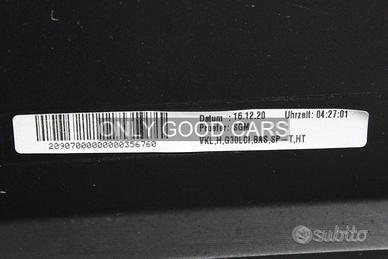 Datum : 16.12.20 Uhrzeit: 04:27:01
ONLY GOOD CARS
Pruefer: SGM
20907000000000356760
VKL,H,G30LCI,BAS,SP-T,HT
subito